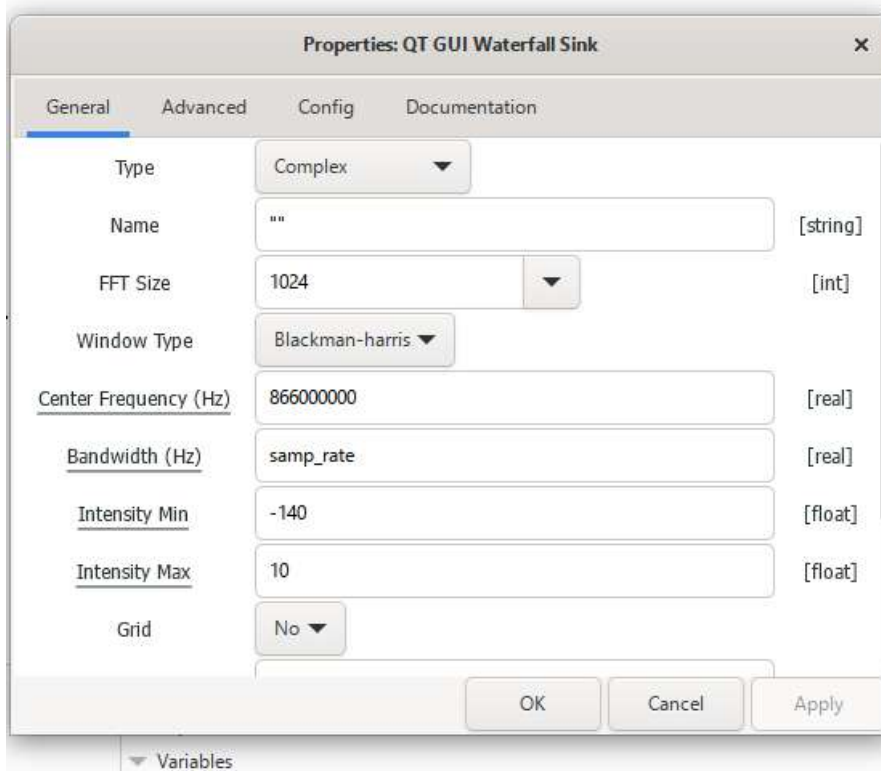 Properties: QT GUI Waterfall Sink ×
General Advanced Config Documentation
Type Complex
Name "" [string]
FFT Size 1024 [int]
Window Type Blackman-harris
Center Frequency (Hz) 866000000 [real]
Bandwidth (Hz) samp_rate [real]
Intensity Min -140 [float]
Intensity Max 10 [float]
Grid No
OK Cancel Apply
Variables